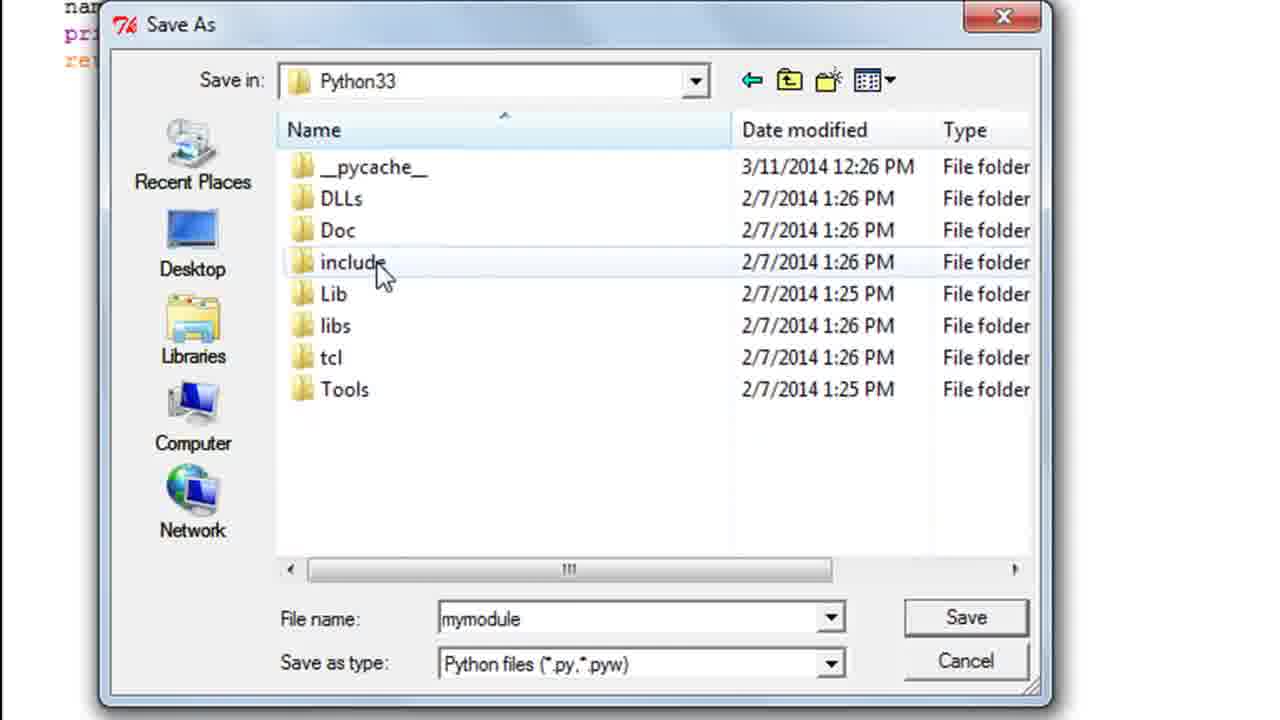 nam
Save As
Save in: Python33
Name Date modified Type
__pycache__ 3/11/2014 12:26 PM File folder
DLLs 2/7/2014 1:26 PM File folder
Doc 2/7/2014 1:26 PM File folder
include 2/7/2014 1:26 PM File folder
Lib 2/7/2014 1:25 PM File folder
libs 2/7/2014 1:26 PM File folder
tcl 2/7/2014 1:26 PM File folder
Tools 2/7/2014 1:25 PM File folder
Recent Places
Desktop
Libraries
Computer
Network
File name: mymodule Save
Save as type: Python files (*.py,*.pyw) Cancel